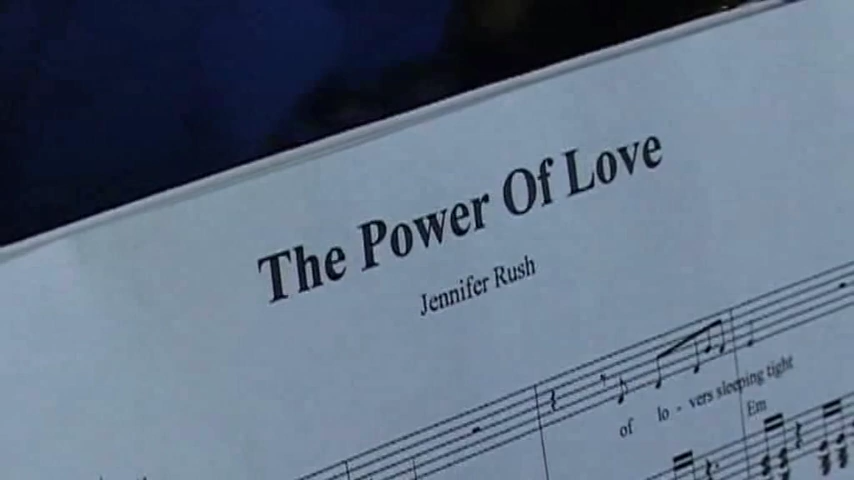 The Power Of Love
Jennifer Rush
of lo - vers sleeping tight
Em